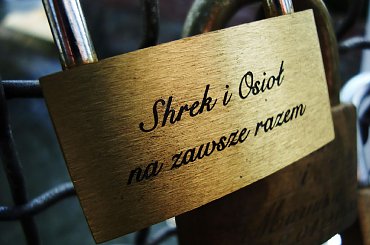 Shrek i Osioł
na zawsze razem